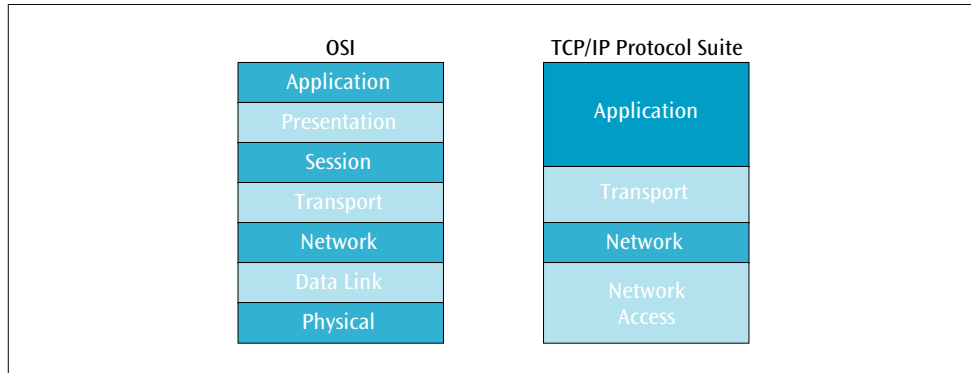 OSI
Application
Presentation
Session
Transport
Network
Data Link
Physical
TCP/IP Protocol Suite
Application
Transport
Network
Network
Access